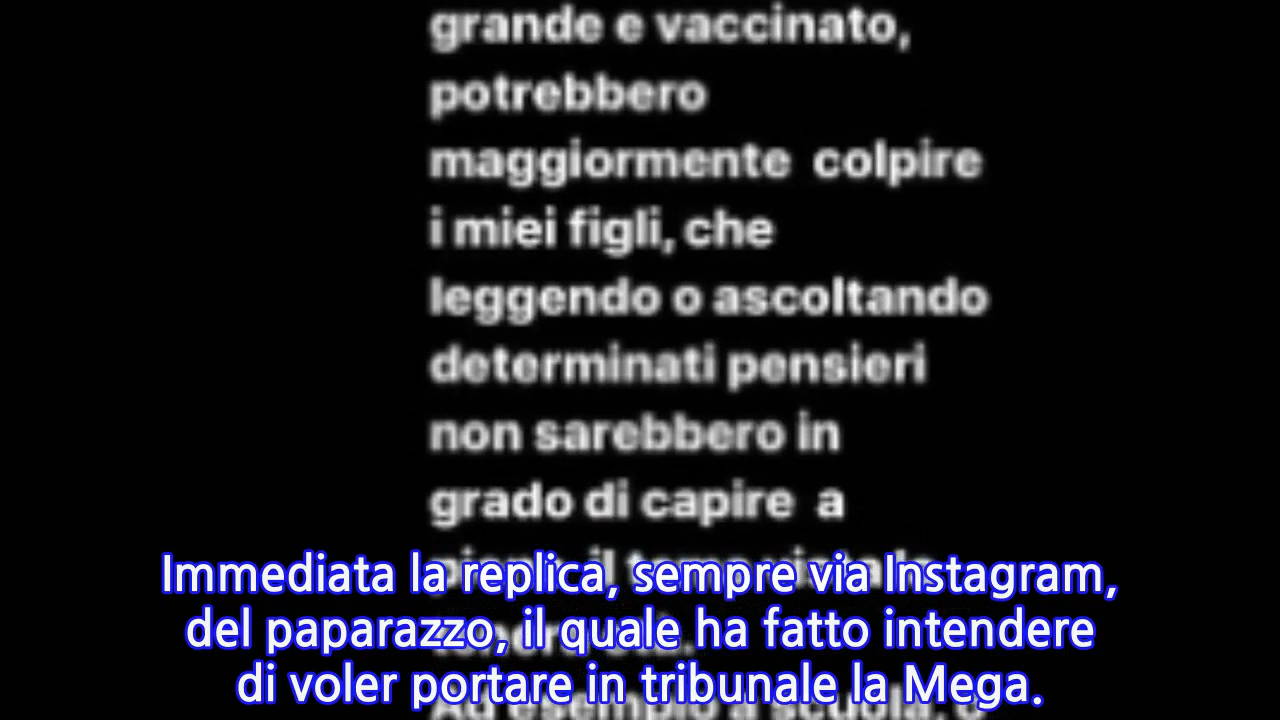 grande e vaccinato,
potrebbero
maggiormente colpire
i miei figli, che
leggendo o ascoltando
determinati pensieri
non sarebbero in
grado di capire a
Immediata la replica, sempre via Instagram,
del paparazzo, il quale ha fatto intendere
di voler portare in tribunale la Mega.